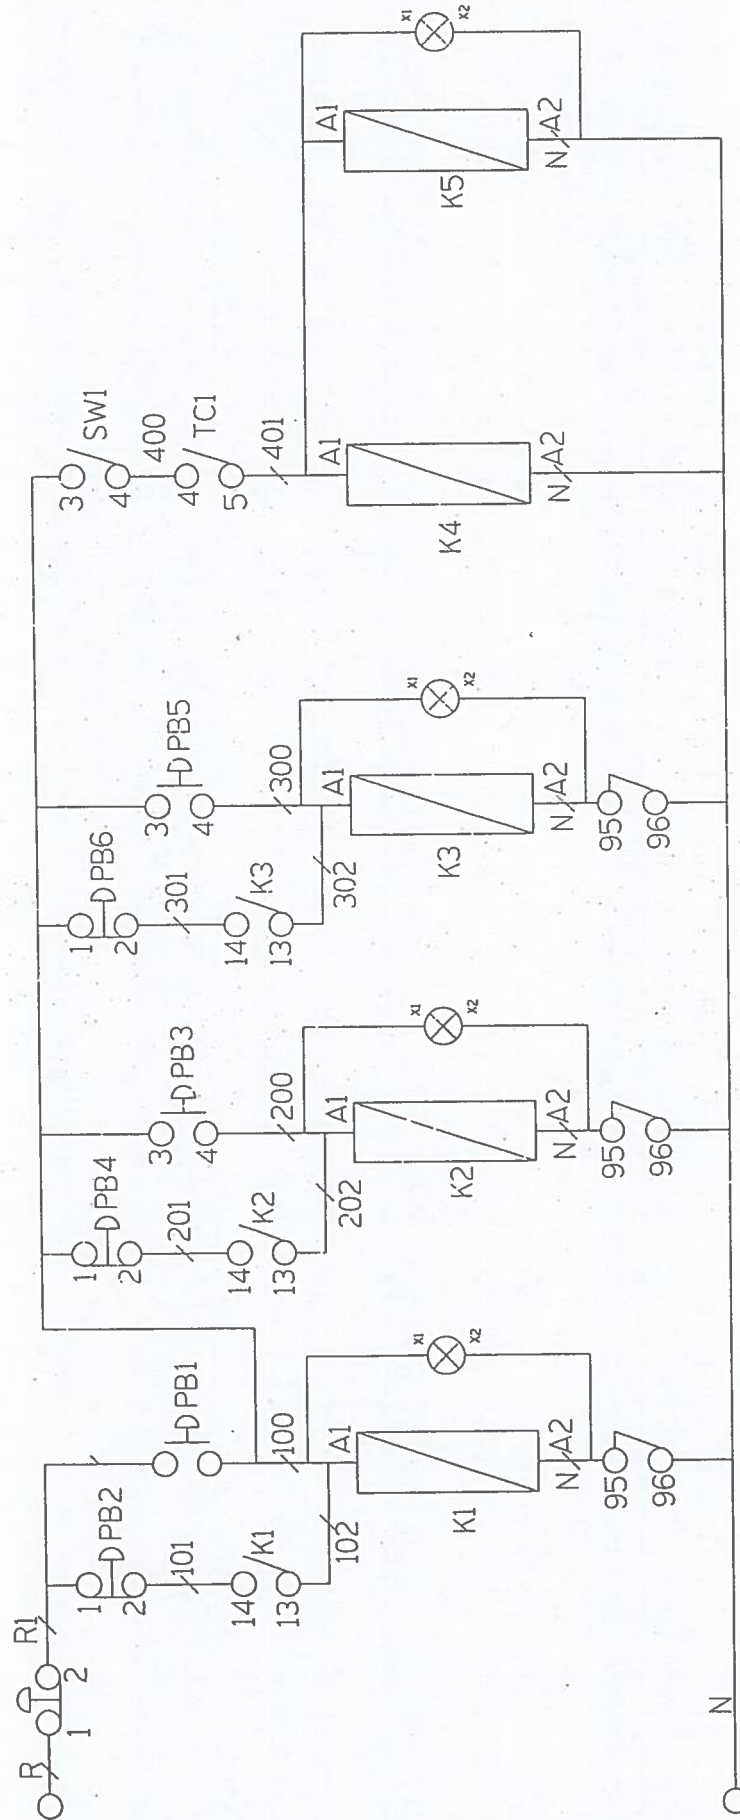 R
1
2
R1
1
2
PB2
101
14
13
K1
102
PB1
100
A1
K1
X1
X2
N
A2
95
96
1
2
PB4
201
14
13
K2
202
3
4
PB3
200
A1
K2
X1
X2
N
A2
95
96
1
2
PB6
301
14
13
K3
302
3
4
PB5
300
A1
K3
X1
X2
N
A2
95
96
3
4
SW1
400
4
5
TC1
401
A1
K4
N
A2
A1
K5
X1
X2
N
A2
N